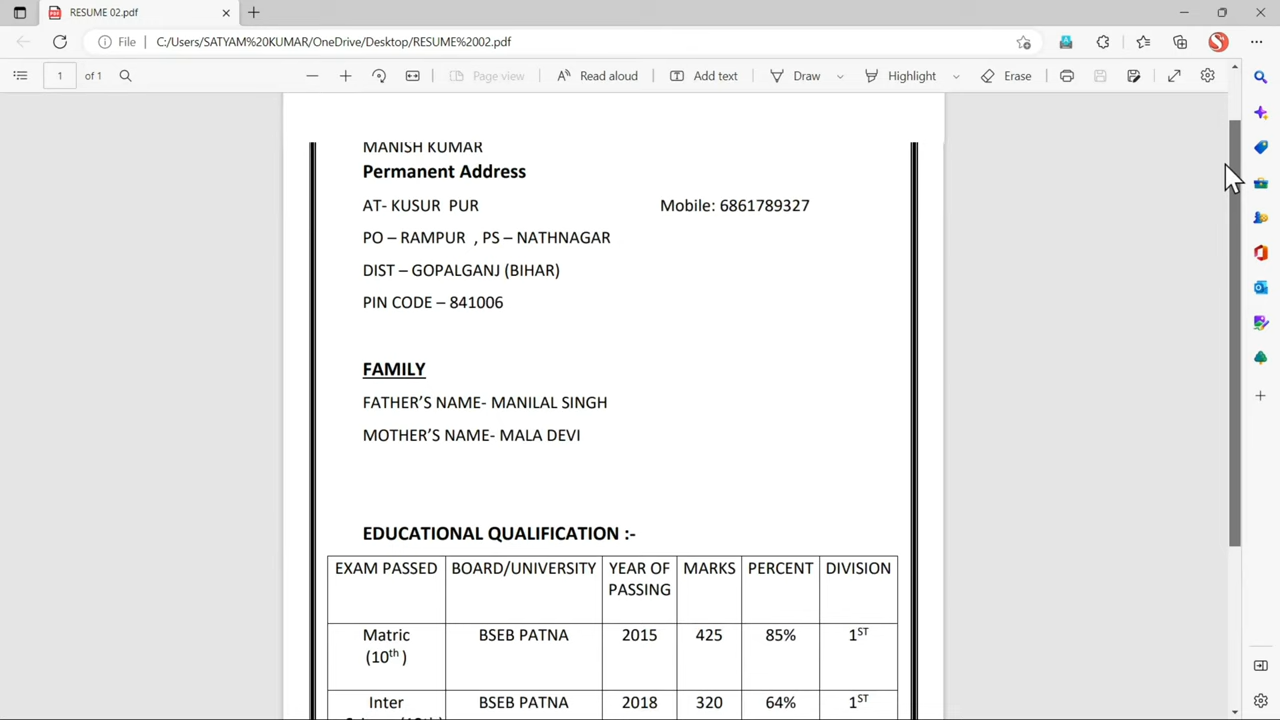 RESUME 02.pdf
File C:/Users/SATYAM%20KUMAR/OneDrive/Desktop/RESUME%2002.pdf
1 of 1 Page view Read aloud Add text Draw Highlight Erase
MANISH KUMAR
Permanent Address
AT- KUSUR PUR Mobile: 6861789327
PO – RAMPUR , PS – NATHNAGAR
DIST – GOPALGANJ (BIHAR)
PIN CODE – 841006
FAMILY
FATHER’S NAME- MANILAL SINGH
MOTHER’S NAME- MALA DEVI
EDUCATIONAL QUALIFICATION :-
EXAM PASSED BOARD/UNIVERSITY YEAR OF PASSING MARKS PERCENT DIVISION
Matric (10th ) BSEB PATNA 2015 425 85% 1ST
Inter BSEB PATNA 2018 320 64% 1ST